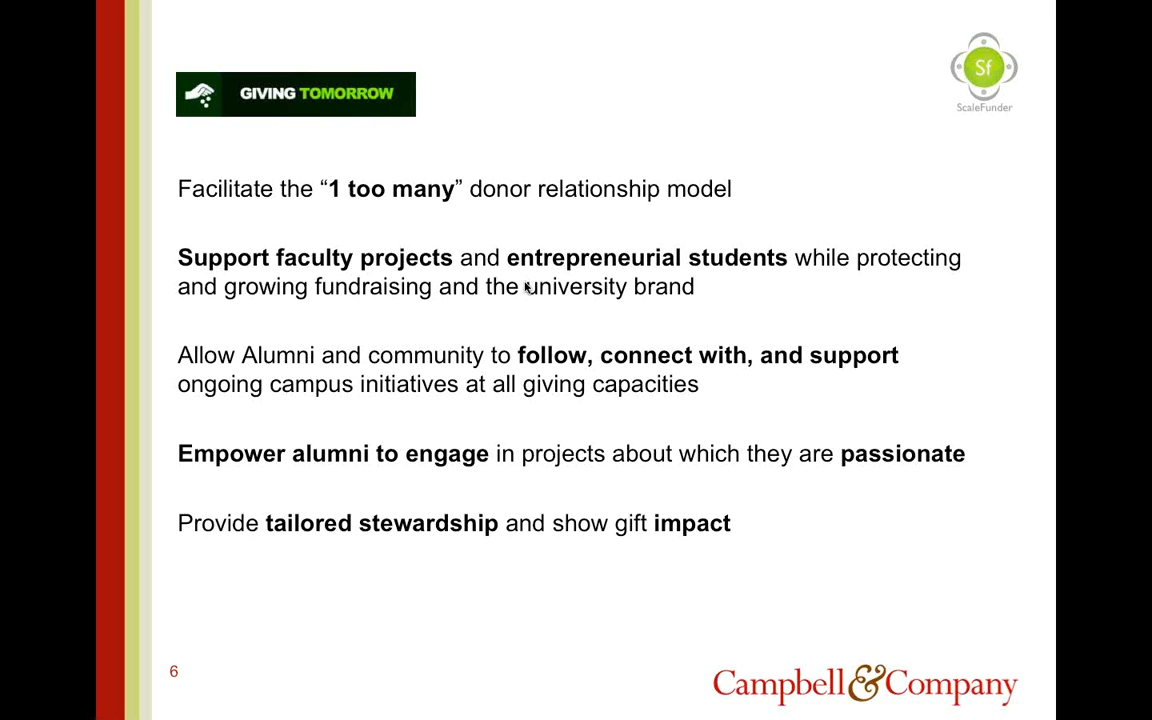 GIVING TOMORROW
Sf
ScaleFunder
Facilitate the “1 too many” donor relationship model
Support faculty projects and entrepreneurial students while protecting
and growing fundraising and the university brand
Allow Alumni and community to follow, connect with, and support
ongoing campus initiatives at all giving capacities
Empower alumni to engage in projects about which they are passionate
Provide tailored stewardship and show gift impact
6
Campbell&Company